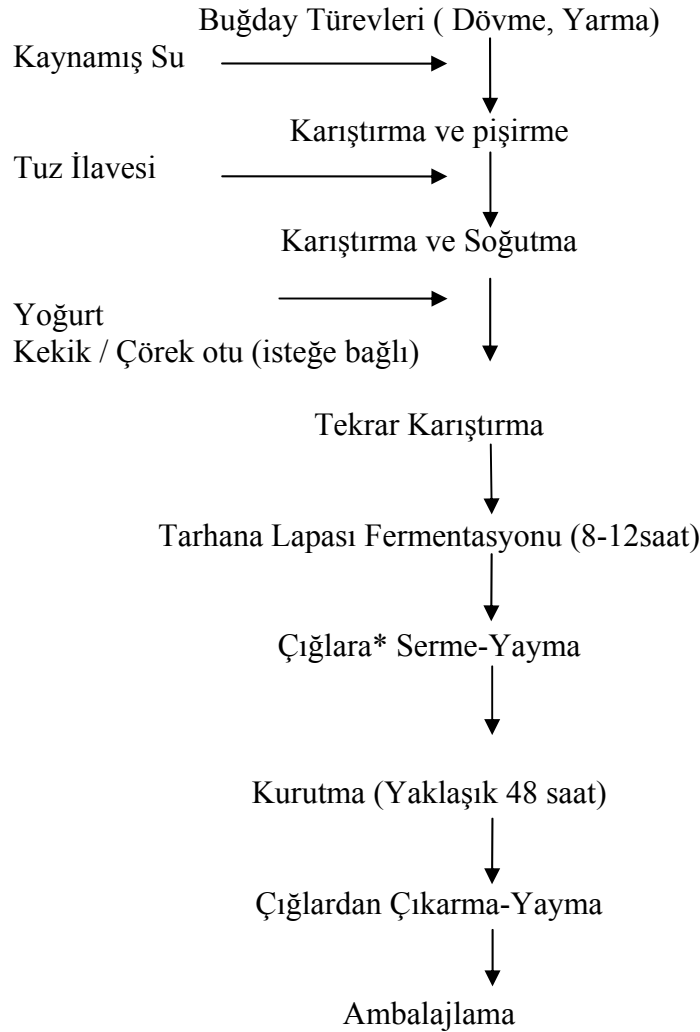 Buğday Türevleri ( Dövme, Yarma)
Kaynamış Su
Karıştırma ve pişirme
Tuz İlavesi
Karıştırma ve Soğutma
Yoğurt
Kekik / Çörek otu (isteğe bağlı)
Tekrar Karıştırma
Tarhana Lapası Fermentasyonu (8-12saat)
Çığlara* Serme-Yayma
Kurutma (Yaklaşık 48 saat)
Çığlardan Çıkarma-Yayma
Ambalajlama